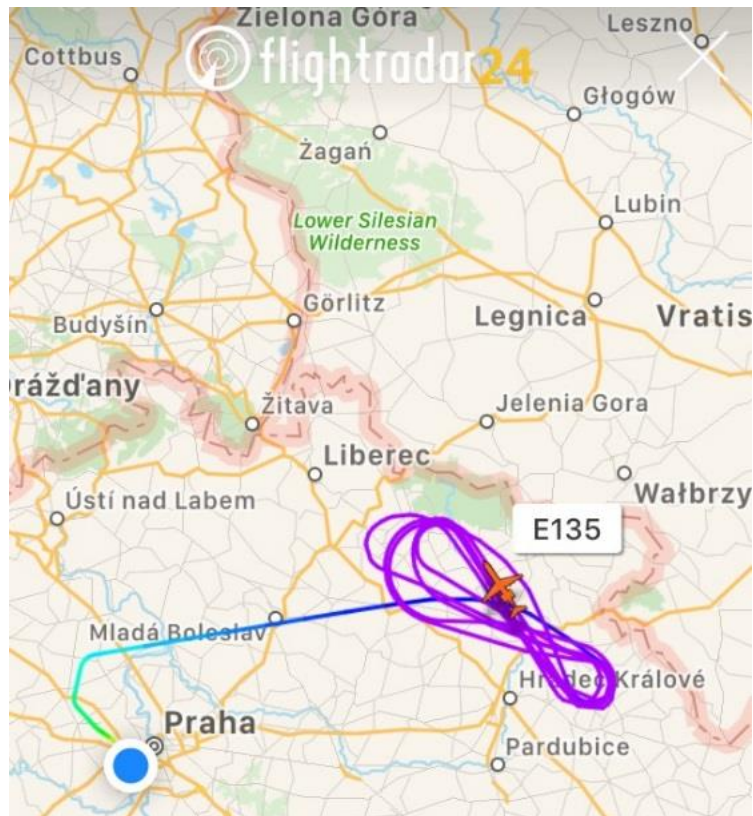 Zielona Góra
Leszno
Cottbus
flightradar24
Głogów
Żagań
Lower Silesian
Wilderness
Lubin
Görlitz
Legnica
Vratis
Budyšín
rážďany
Žitava
Jelenia Gora
Liberec
Wałbrzy
Ústí nad Labem
E135
Mladá Boleslav
Hradec Králové
Praha
Pardubice